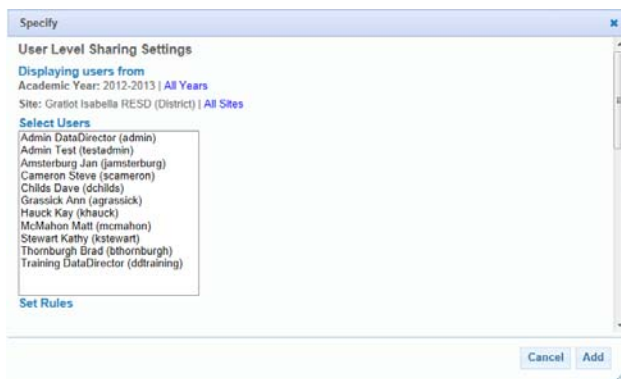 Specify
User Level Sharing Settings
Displaying users from
Academic Year: 2012-2013 | All Years
Site: Gratiot Isabella RESD (District) | All Sites
Select Users
Admin DataDirector (admin)
Admin Test (testadmin)
Amsterburg Jan (jamsterburg)
Cameron Steve (scameron)
Childs Dave (dchilds)
Grassick Ann (agrassick)
Hauck Kay (khauck)
McMahon Matt (mcmahon)
Stewart Kathy (kstewart)
Thornburgh Brad (bthornburgh)
Training DataDirector (ddtraining)
Set Rules
Cancel Add